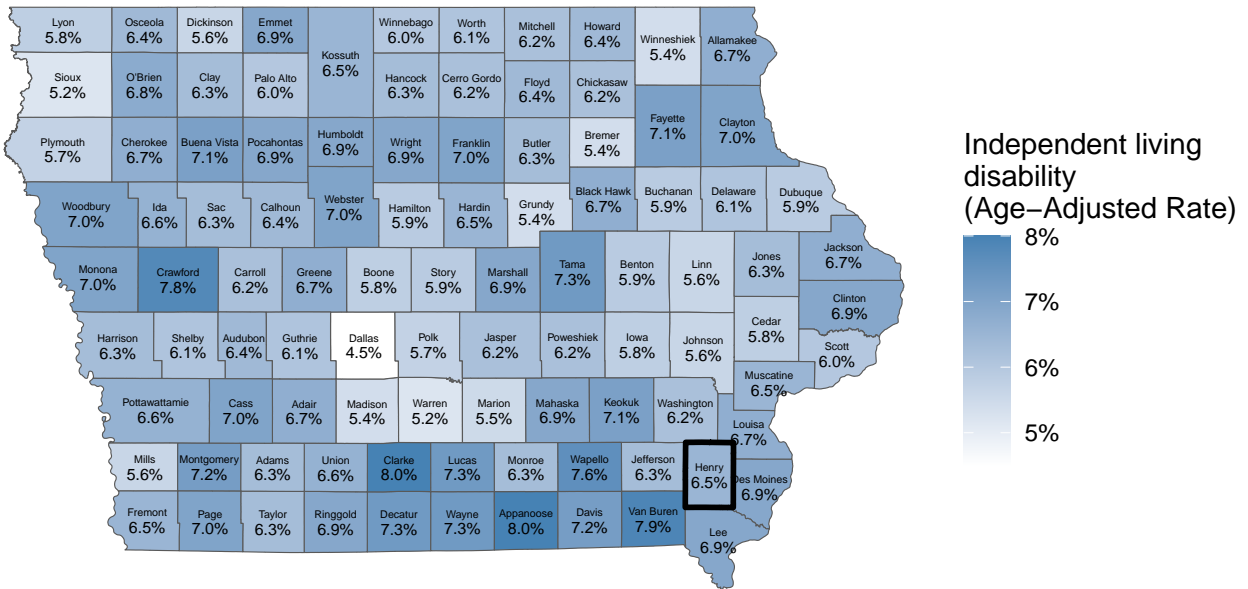 Lyon
5.8%
Osceola
6.4%
Dickinson
5.6%
Emmet
6.9%
Kossuth
6.5%
Winnebago
6.0%
Worth
6.1%
Mitchell
6.2%
Howard
6.4%
Winneshiek
5.4%
Allamakee
6.7%
Sioux
5.2%
O'Brien
6.8%
Clay
6.3%
Palo Alto
6.0%
Hancock
6.3%
Cerro Gordo
6.2%
Floyd
6.4%
Chickasaw
6.2%
Fayette
7.1%
Clayton
7.0%
Plymouth
5.7%
Cherokee
6.7%
Buena Vista
7.1%
Pocahontas
6.9%
Humboldt
6.9%
Wright
6.9%
Franklin
7.0%
Butler
6.3%
Bremer
5.4%
Woodbury
7.0%
Ida
6.6%
Sac
6.3%
Calhoun
6.4%
Webster
7.0%
Hamilton
5.9%
Hardin
6.5%
Grundy
5.4%
Black Hawk
6.7%
Buchanan
5.9%
Delaware
6.1%
Dubuque
5.9%
Monona
7.0%
Crawford
7.8%
Carroll
6.2%
Greene
6.7%
Boone
5.8%
Story
5.9%
Marshall
6.9%
Tama
7.3%
Benton
5.9%
Linn
5.6%
Jones
6.3%
Jackson
6.7%
Clinton
6.9%
Harrison
6.3%
Shelby
6.1%
Audubon
6.4%
Guthrie
6.1%
Dallas
4.5%
Polk
5.7%
Jasper
6.2%
Poweshiek
6.2%
Iowa
5.8%
Johnson
5.6%
Cedar
5.8%
Scott
6.0%
Muscatine
6.5%
Pottawattamie
6.6%
Cass
7.0%
Adair
6.7%
Madison
5.4%
Warren
5.2%
Marion
5.5%
Mahaska
6.9%
Keokuk
7.1%
Washington
6.2%
Louisa
6.7%
Mills
5.6%
Montgomery
7.2%
Adams
6.3%
Union
6.6%
Clarke
8.0%
Lucas
7.3%
Monroe
6.3%
Wapello
7.6%
Jefferson
6.3%
Henry
6.5%
Des Moines
6.9%
Fremont
6.5%
Page
7.0%
Taylor
6.3%
Ringgold
6.9%
Decatur
7.3%
Wayne
7.3%
Appanoose
8.0%
Davis
7.2%
Van Buren
7.9%
Lee
6.9%
Independent living
disability
(Age−Adjusted Rate)
8%
7%
6%
5%